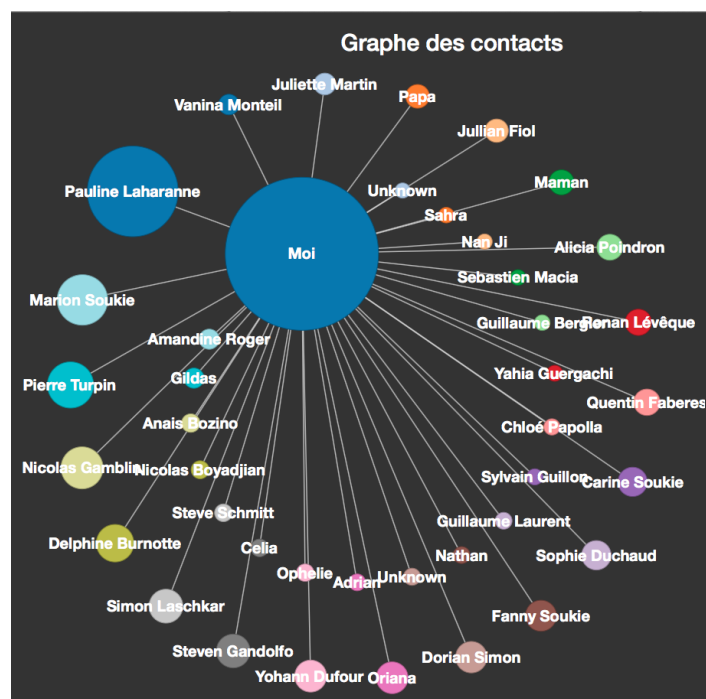 Graphe des contacts
Juliette Martin
Vanina Monteil
Papa
Jullian Fiol
Pauline Laharanne
Unknown
Maman
Sahra
Nan Ji
Alicia Poindron
Moi
Sebastien Macia
Marion Soukie
Guillaume Bergier
Ronan Lévêque
Amandine Roger
Yahia Guergachi
Pierre Turpin
Gildas
Quentin Faberes
Anais Bozino
Chloé Papolla
Nicolas Gamblin
Nicolas Boyadjian
Sylvain Guillon
Carine Soukie
Steve Schmitt
Guillaume Laurent
Delphine Burnotte
Celia
Nathan
Sophie Duchaud
Ophelie
Adrian
Unknown
Simon Laschkar
Fanny Soukie
Steven Gandolfo
Dorian Simon
Yohann Dufour
Oriana